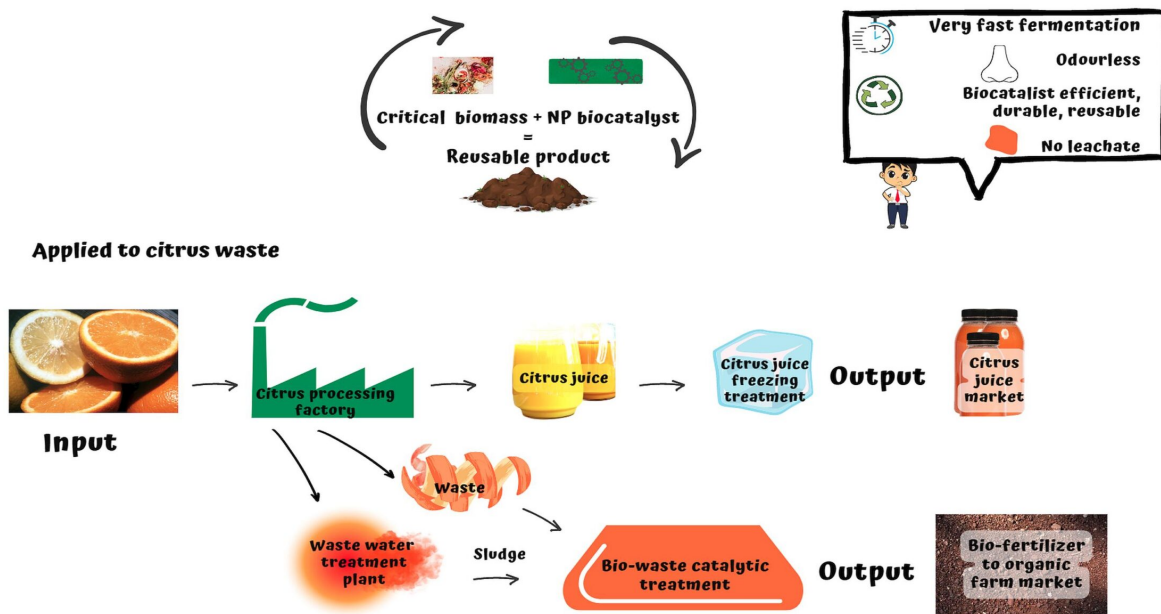 Critical biomass + NP biocatalyst
=
Reusable product
Very fast fermentation
Odourless
Biocatalist efficient,
durable, reusable
No leachate
Applied to citrus waste
Input
Citrus processing
factory
Citrus juice
Citrus juice
freezing
treatment
Output
Citrus
juice
market
Waste
Waste water
treatment
plant
Sludge
Bio-waste catalytic
treatment
Output
Bio-fertilizer
to organic
farm market